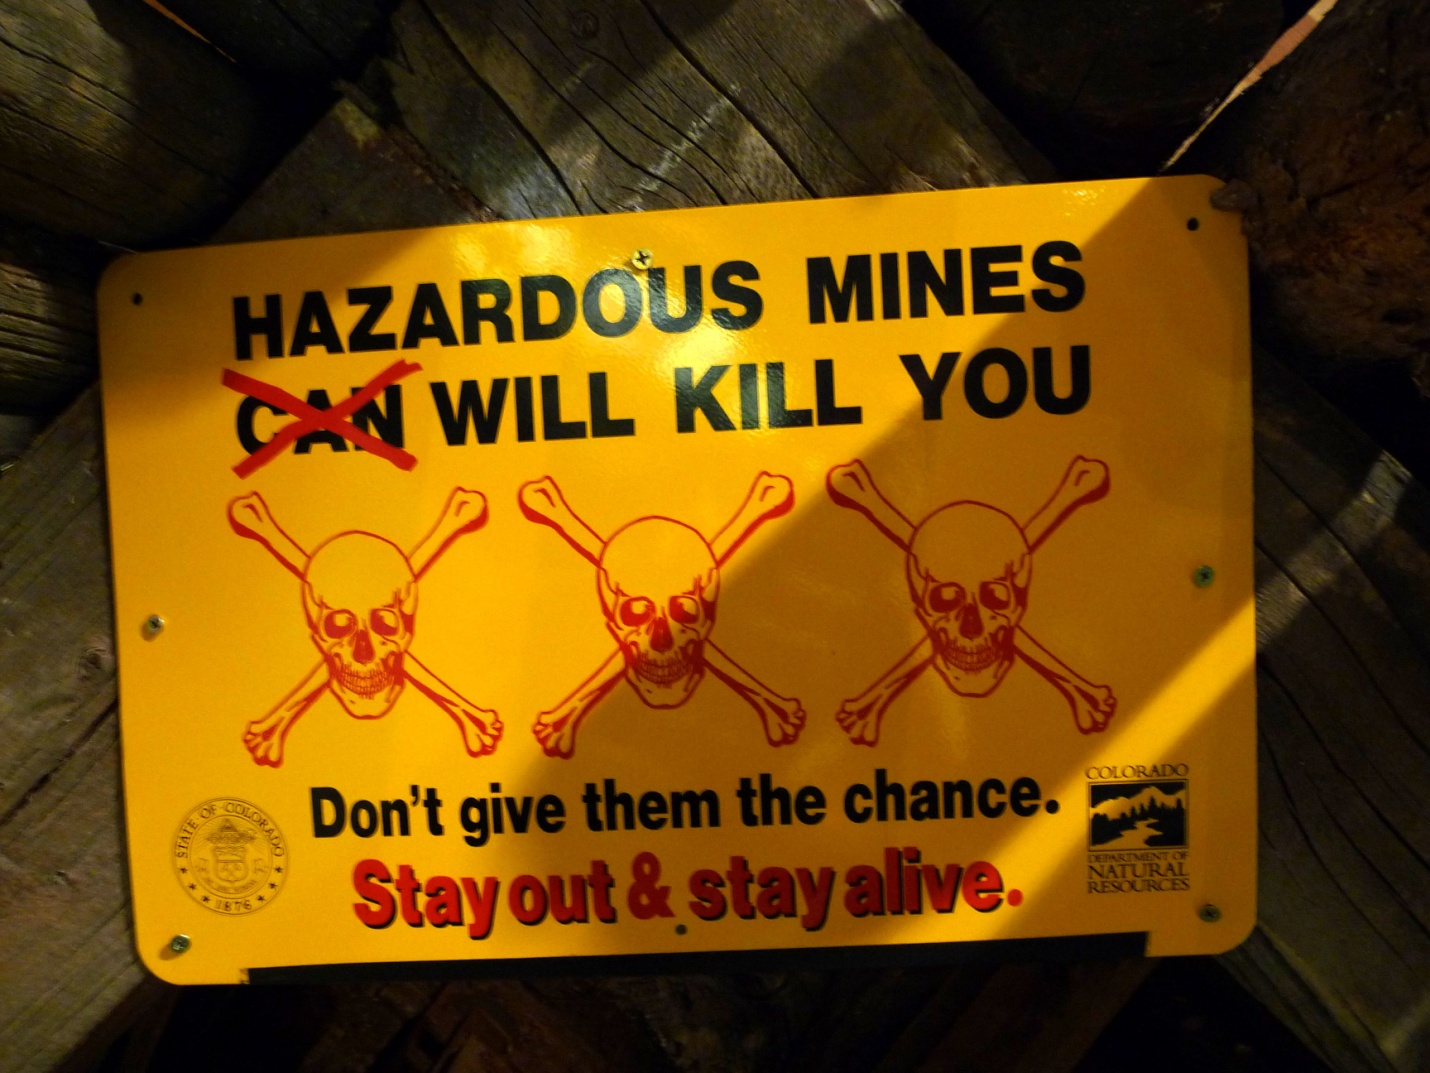 HAZARDOUS MINES
CAN WILL KILL YOU
Don't give them the chance.
Stay out & stay alive.
STATE OF COLORADO
1876
COLORADO
DEPARTMENT OF
NATURAL
RESOURCES